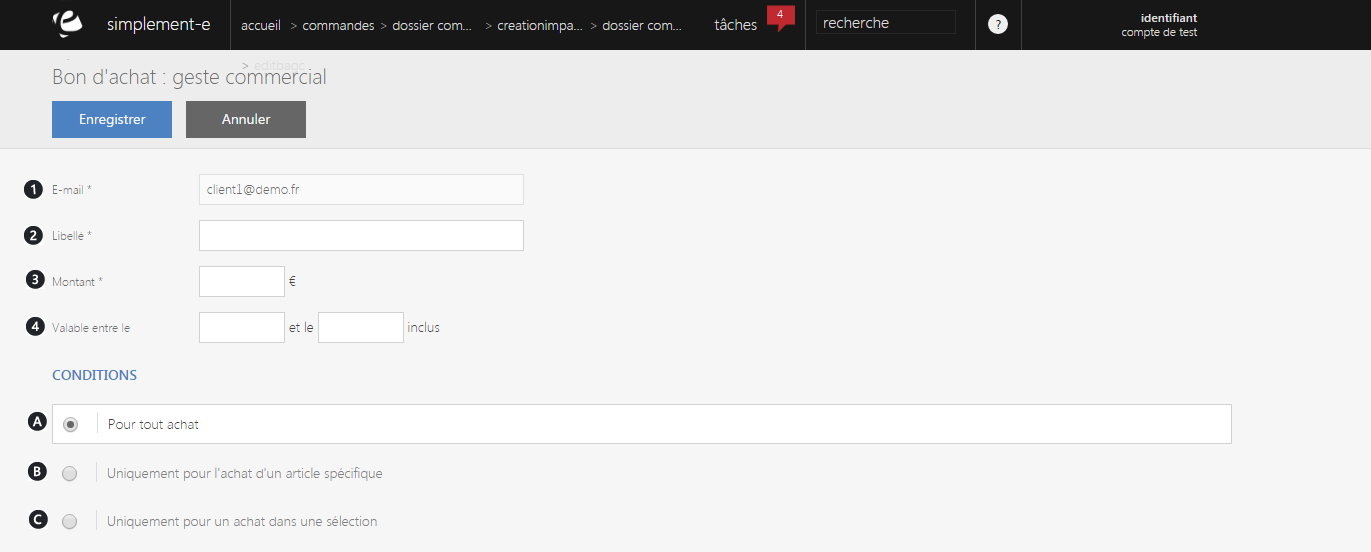 simplement-e accueil > commandes > dossier com... > creationimpa... > dossier com... tâches 4 recherche ? identifiant
compte de test
> editbagc
Bon d'achat : geste commercial
Enregistrer Annuler
1 E-mail * client1@demo.fr
2 Libellé *
3 Montant * €
4 Valable entre le et le inclus
CONDITIONS
A Pour tout achat
B Uniquement pour l'achat d'un article spécifique
C Uniquement pour un achat dans une sélection